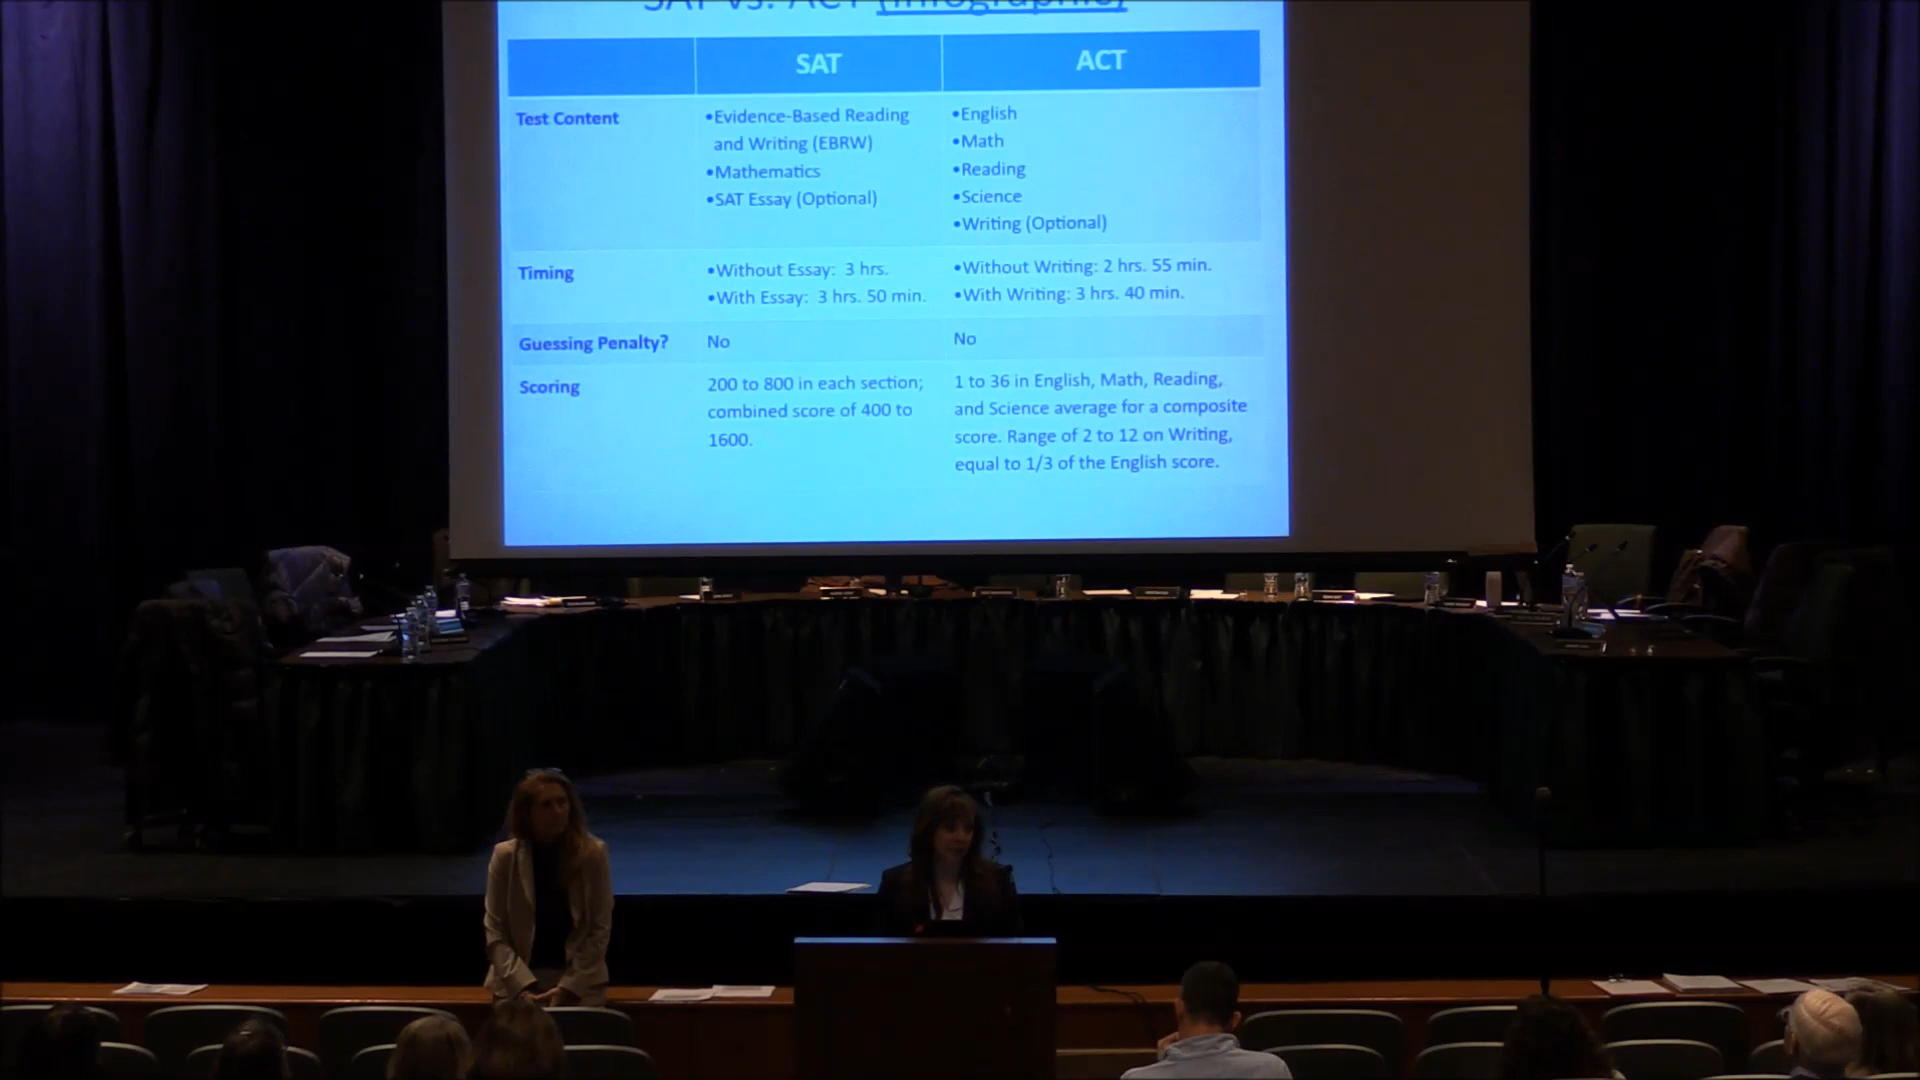 SAT vs. ACT (Infographic)
SAT
ACT
Test Content
•Evidence-Based Reading
and Writing (EBRW)
•Mathematics
•SAT Essay (Optional)
•English
•Math
•Reading
•Science
•Writing (Optional)
Timing
•Without Essay: 3 hrs.
•With Essay: 3 hrs. 50 min.
•Without Writing: 2 hrs. 55 min.
•With Writing: 3 hrs. 40 min.
Guessing Penalty?
No
No
Scoring
200 to 800 in each section;
combined score of 400 to
1600.
1 to 36 in English, Math, Reading,
and Science average for a composite
score. Range of 2 to 12 on Writing,
equal to 1/3 of the English score.